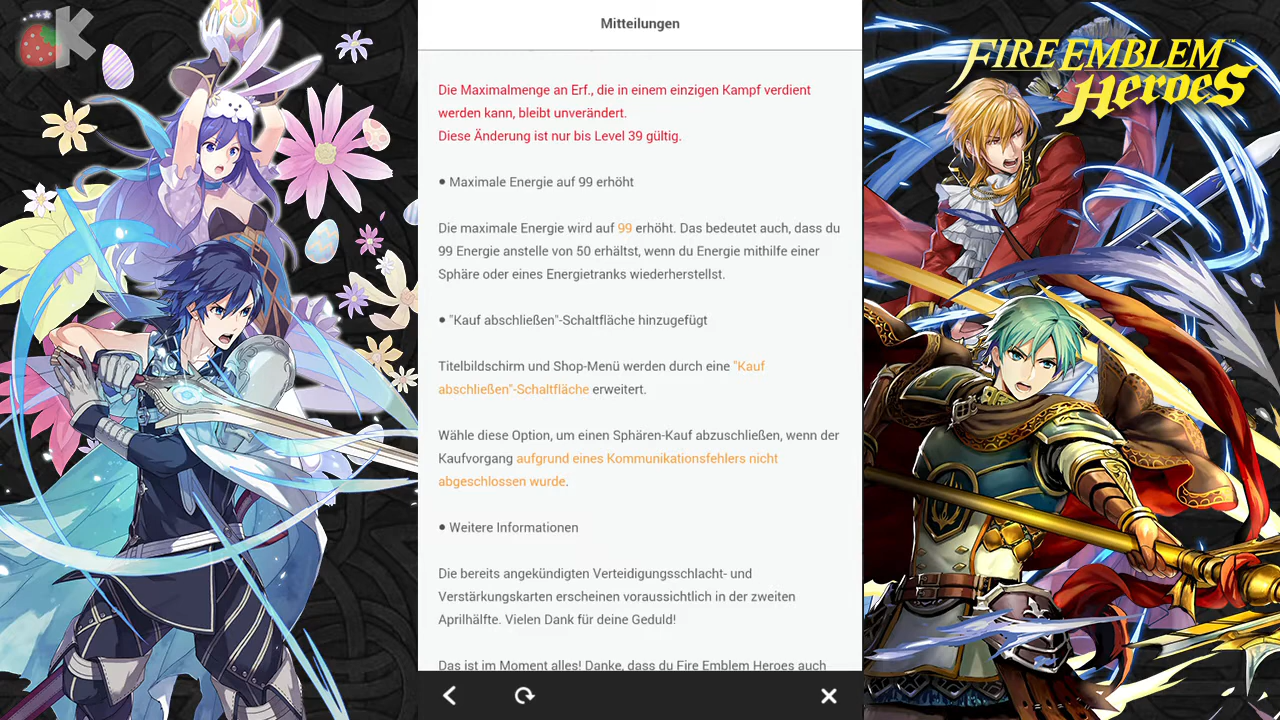 K
Mitteilungen
FIRE EMBLEM™
Heroes
Die Maximalmenge an Erf., die in einem einzigen Kampf verdient
werden kann, bleibt unverändert.
Diese Änderung ist nur bis Level 39 gültig.
● Maximale Energie auf 99 erhöht
Die maximale Energie wird auf 99 erhöht. Das bedeutet auch, dass du
99 Energie anstelle von 50 erhältst, wenn du Energie mithilfe einer
Sphäre oder eines Energietranks wiederherstellst.
● "Kauf abschließen"-Schaltfläche hinzugefügt
Titelbildschirm und Shop-Menü werden durch eine "Kauf
abschließen"-Schaltfläche erweitert.
Wähle diese Option, um einen Sphären-Kauf abzuschließen, wenn der
Kaufvorgang aufgrund eines Kommunikationsfehlers nicht
abgeschlossen wurde.
● Weitere Informationen
Die bereits angekündigten Verteidigungsschlacht- und
Verstärkungskarten erscheinen voraussichtlich in der zweiten
Aprilhälfte. Vielen Dank für deine Geduld!
Das ist im Moment alles! Danke, dass du Fire Emblem Heroes auch